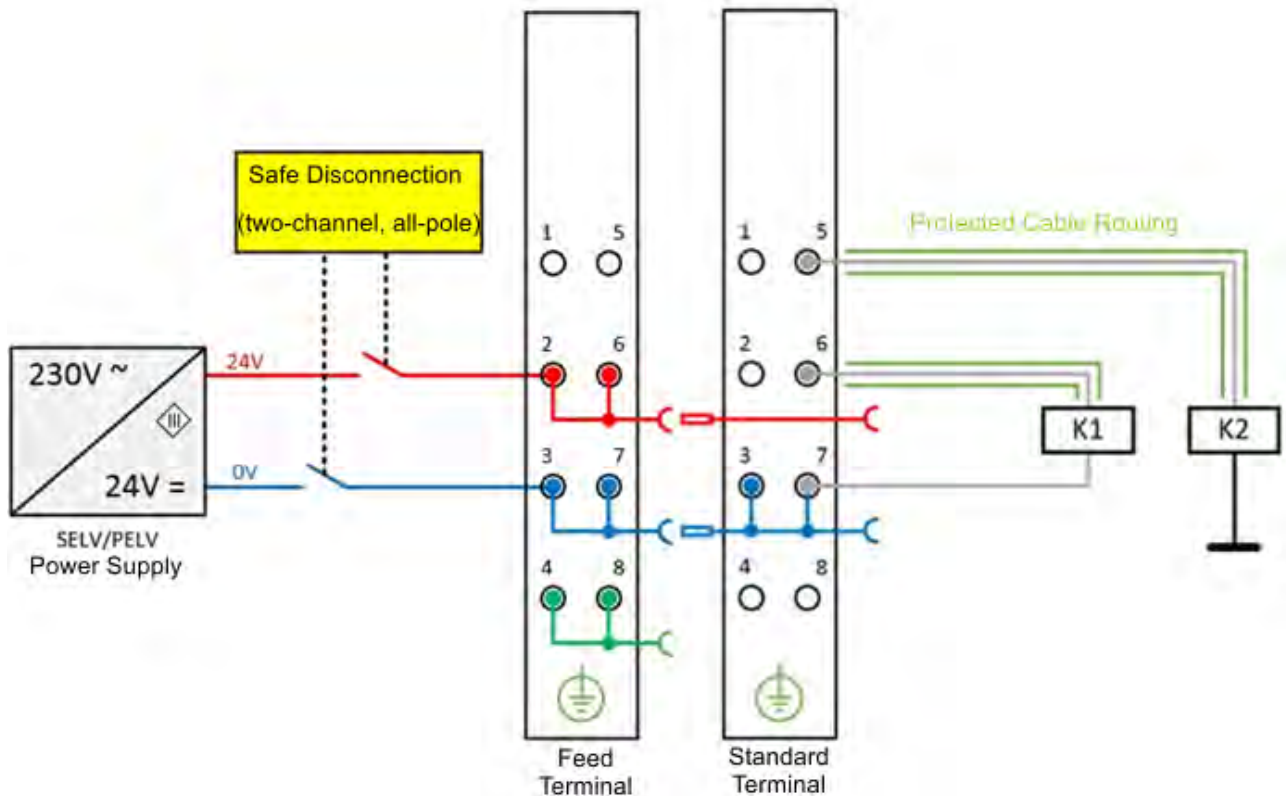 Safe Disconnection
(two-channel, all-pole)
1 5
1 5
Protected Cable Routing
230V ~
24V
2 6
2 6
III
24V =
0V
3 7
3 7
K1
K2
SELV/PELV
Power Supply
4 8
4 8
Feed
Terminal
Standard
Terminal